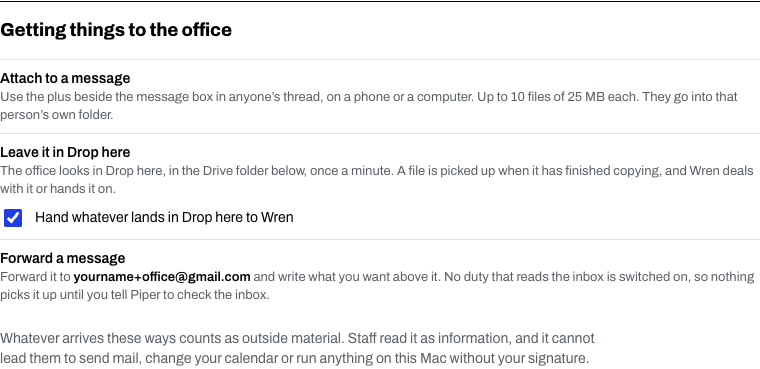 Getting things to the office
Attach to a message
Use the plus beside the message box in anyone’s thread, on a phone or a computer. Up to 10 files of 25 MB each. They go into that
person’s own folder.
Leave it in Drop here
The office looks in Drop here, in the Drive folder below, once a minute. A file is picked up when it has finished copying, and Wren deals
with it or hands it on.
Hand whatever lands in Drop here to Wren
Forward a message
Forward it to yourname+office@gmail.com and write what you want above it. No duty that reads the inbox is switched on, so nothing
picks it up until you tell Piper to check the inbox.
Whatever arrives these ways counts as outside material. Staff read it as information, and it cannot
lead them to send mail, change your calendar or run anything on this Mac without your signature.